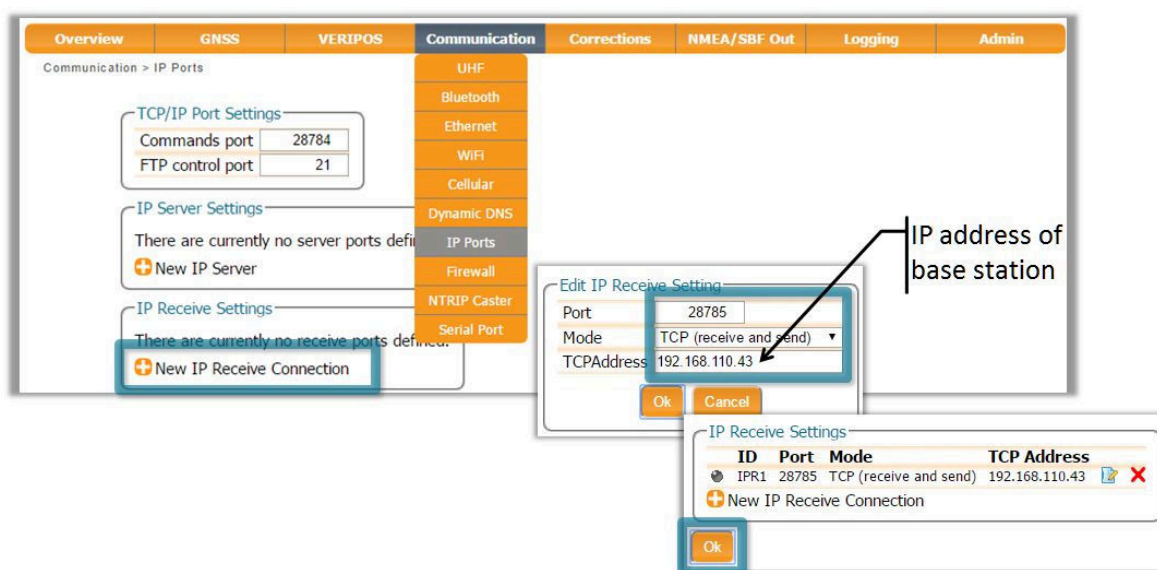 Overview GNSS VERIPOS Communication Corrections NMEA/SBF Out Logging Admin
Communication > IP Ports
UHF
Bluetooth
Ethernet
WiFi
Cellular
Dynamic DNS
IP Ports
Firewall
NTRIP Caster
Serial Port
TCP/IP Port Settings
Commands port 28784
FTP control port 21
IP Server Settings
There are currently no server ports defi
New IP Server
IP Receive Settings
There are currently no receive ports defined.
New IP Receive Connection
IP address of
base station
Edit IP Receive Setting
Port 28785
Mode TCP (receive and send)
TCPAddress 192.168.110.43
Ok Cancel
IP Receive Settings
ID Port Mode TCP Address
IPR1 28785 TCP (receive and send) 192.168.110.43
New IP Receive Connection
Ok